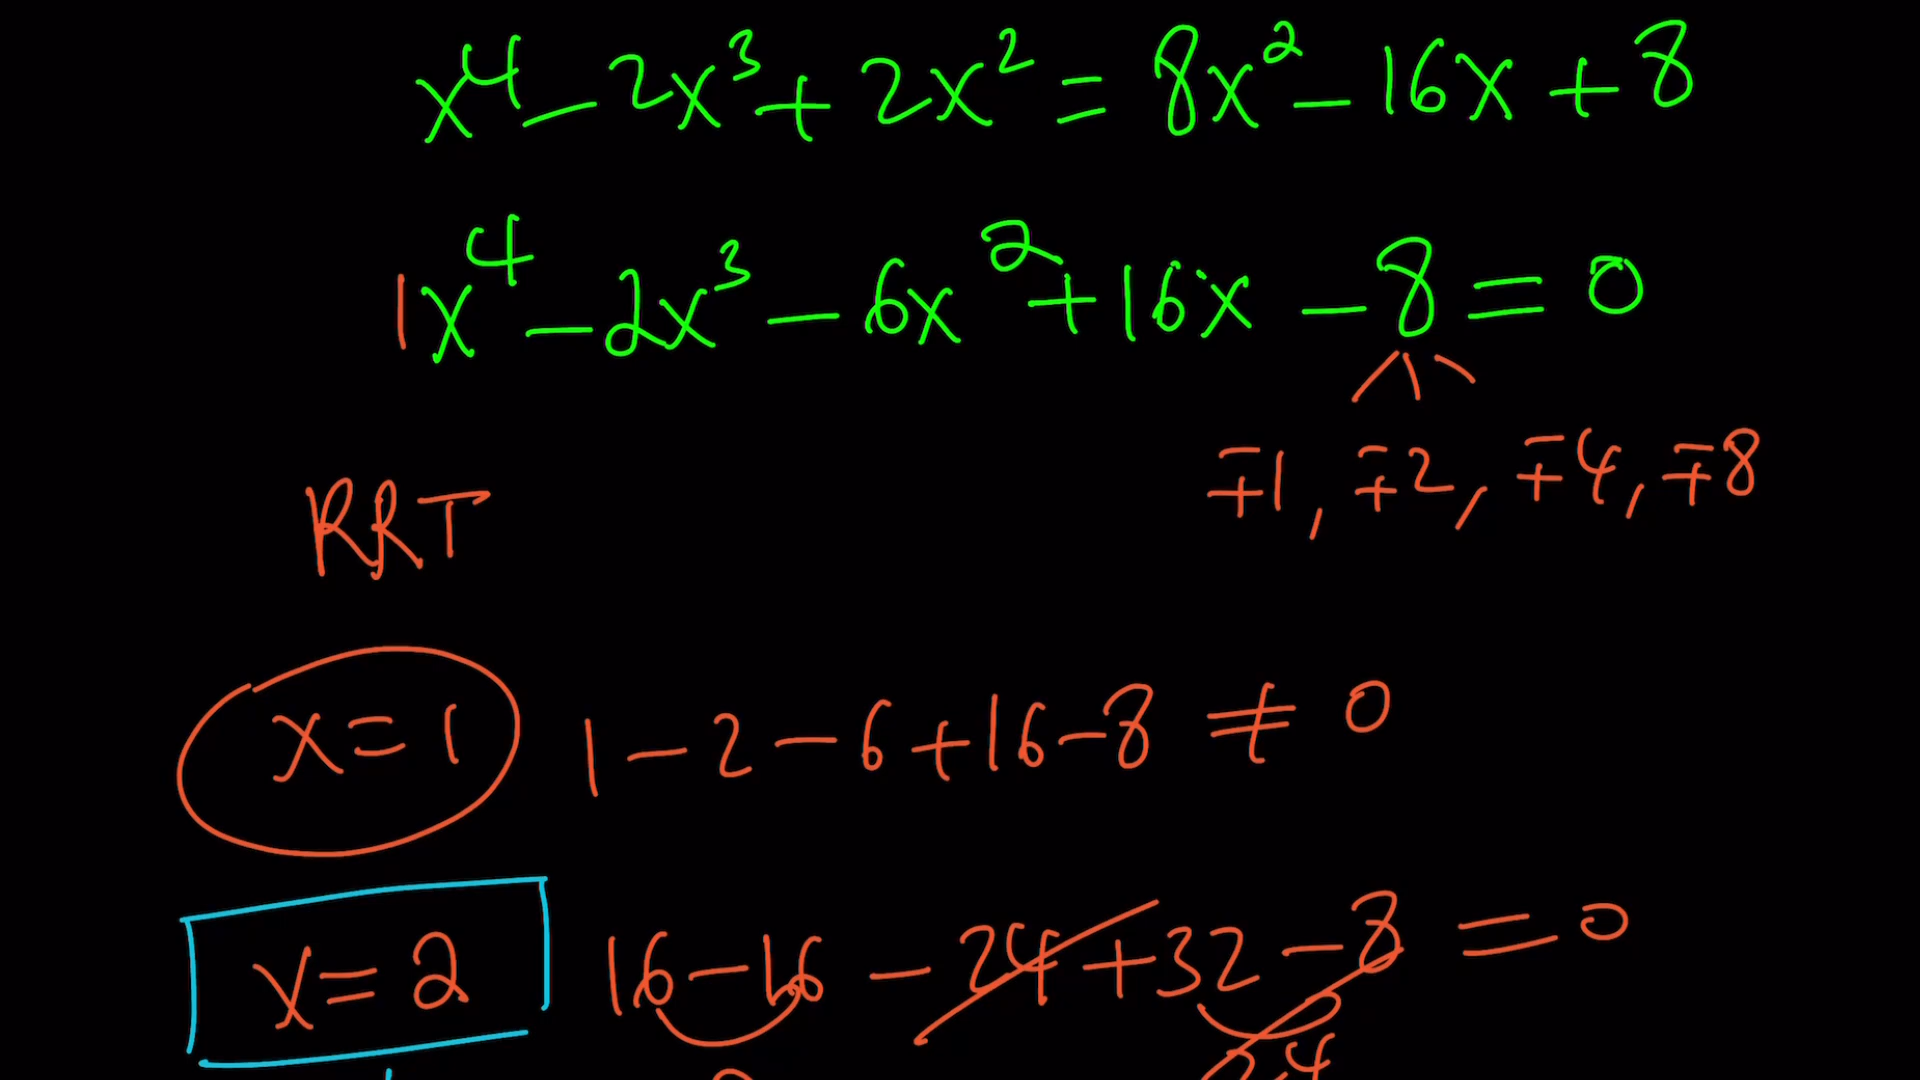 x⁴ - 2x³ + 2x² = 8x² - 16x + 8
1x⁴ - 2x³ - 6x² + 16x - 8 = 0
∓1, ∓2, ∓4, ∓8
RRT
x = 1 1 - 2 - 6 + 16 - 8 ≠ 0
x = 2 16 - 16 - 24 + 32 - 8 = 0
24